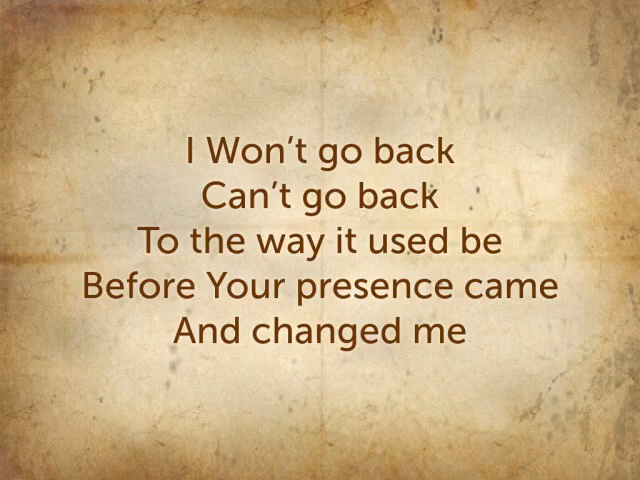 I Won’t go back
Can’t go back
To the way it used be
Before Your presence came
And changed me